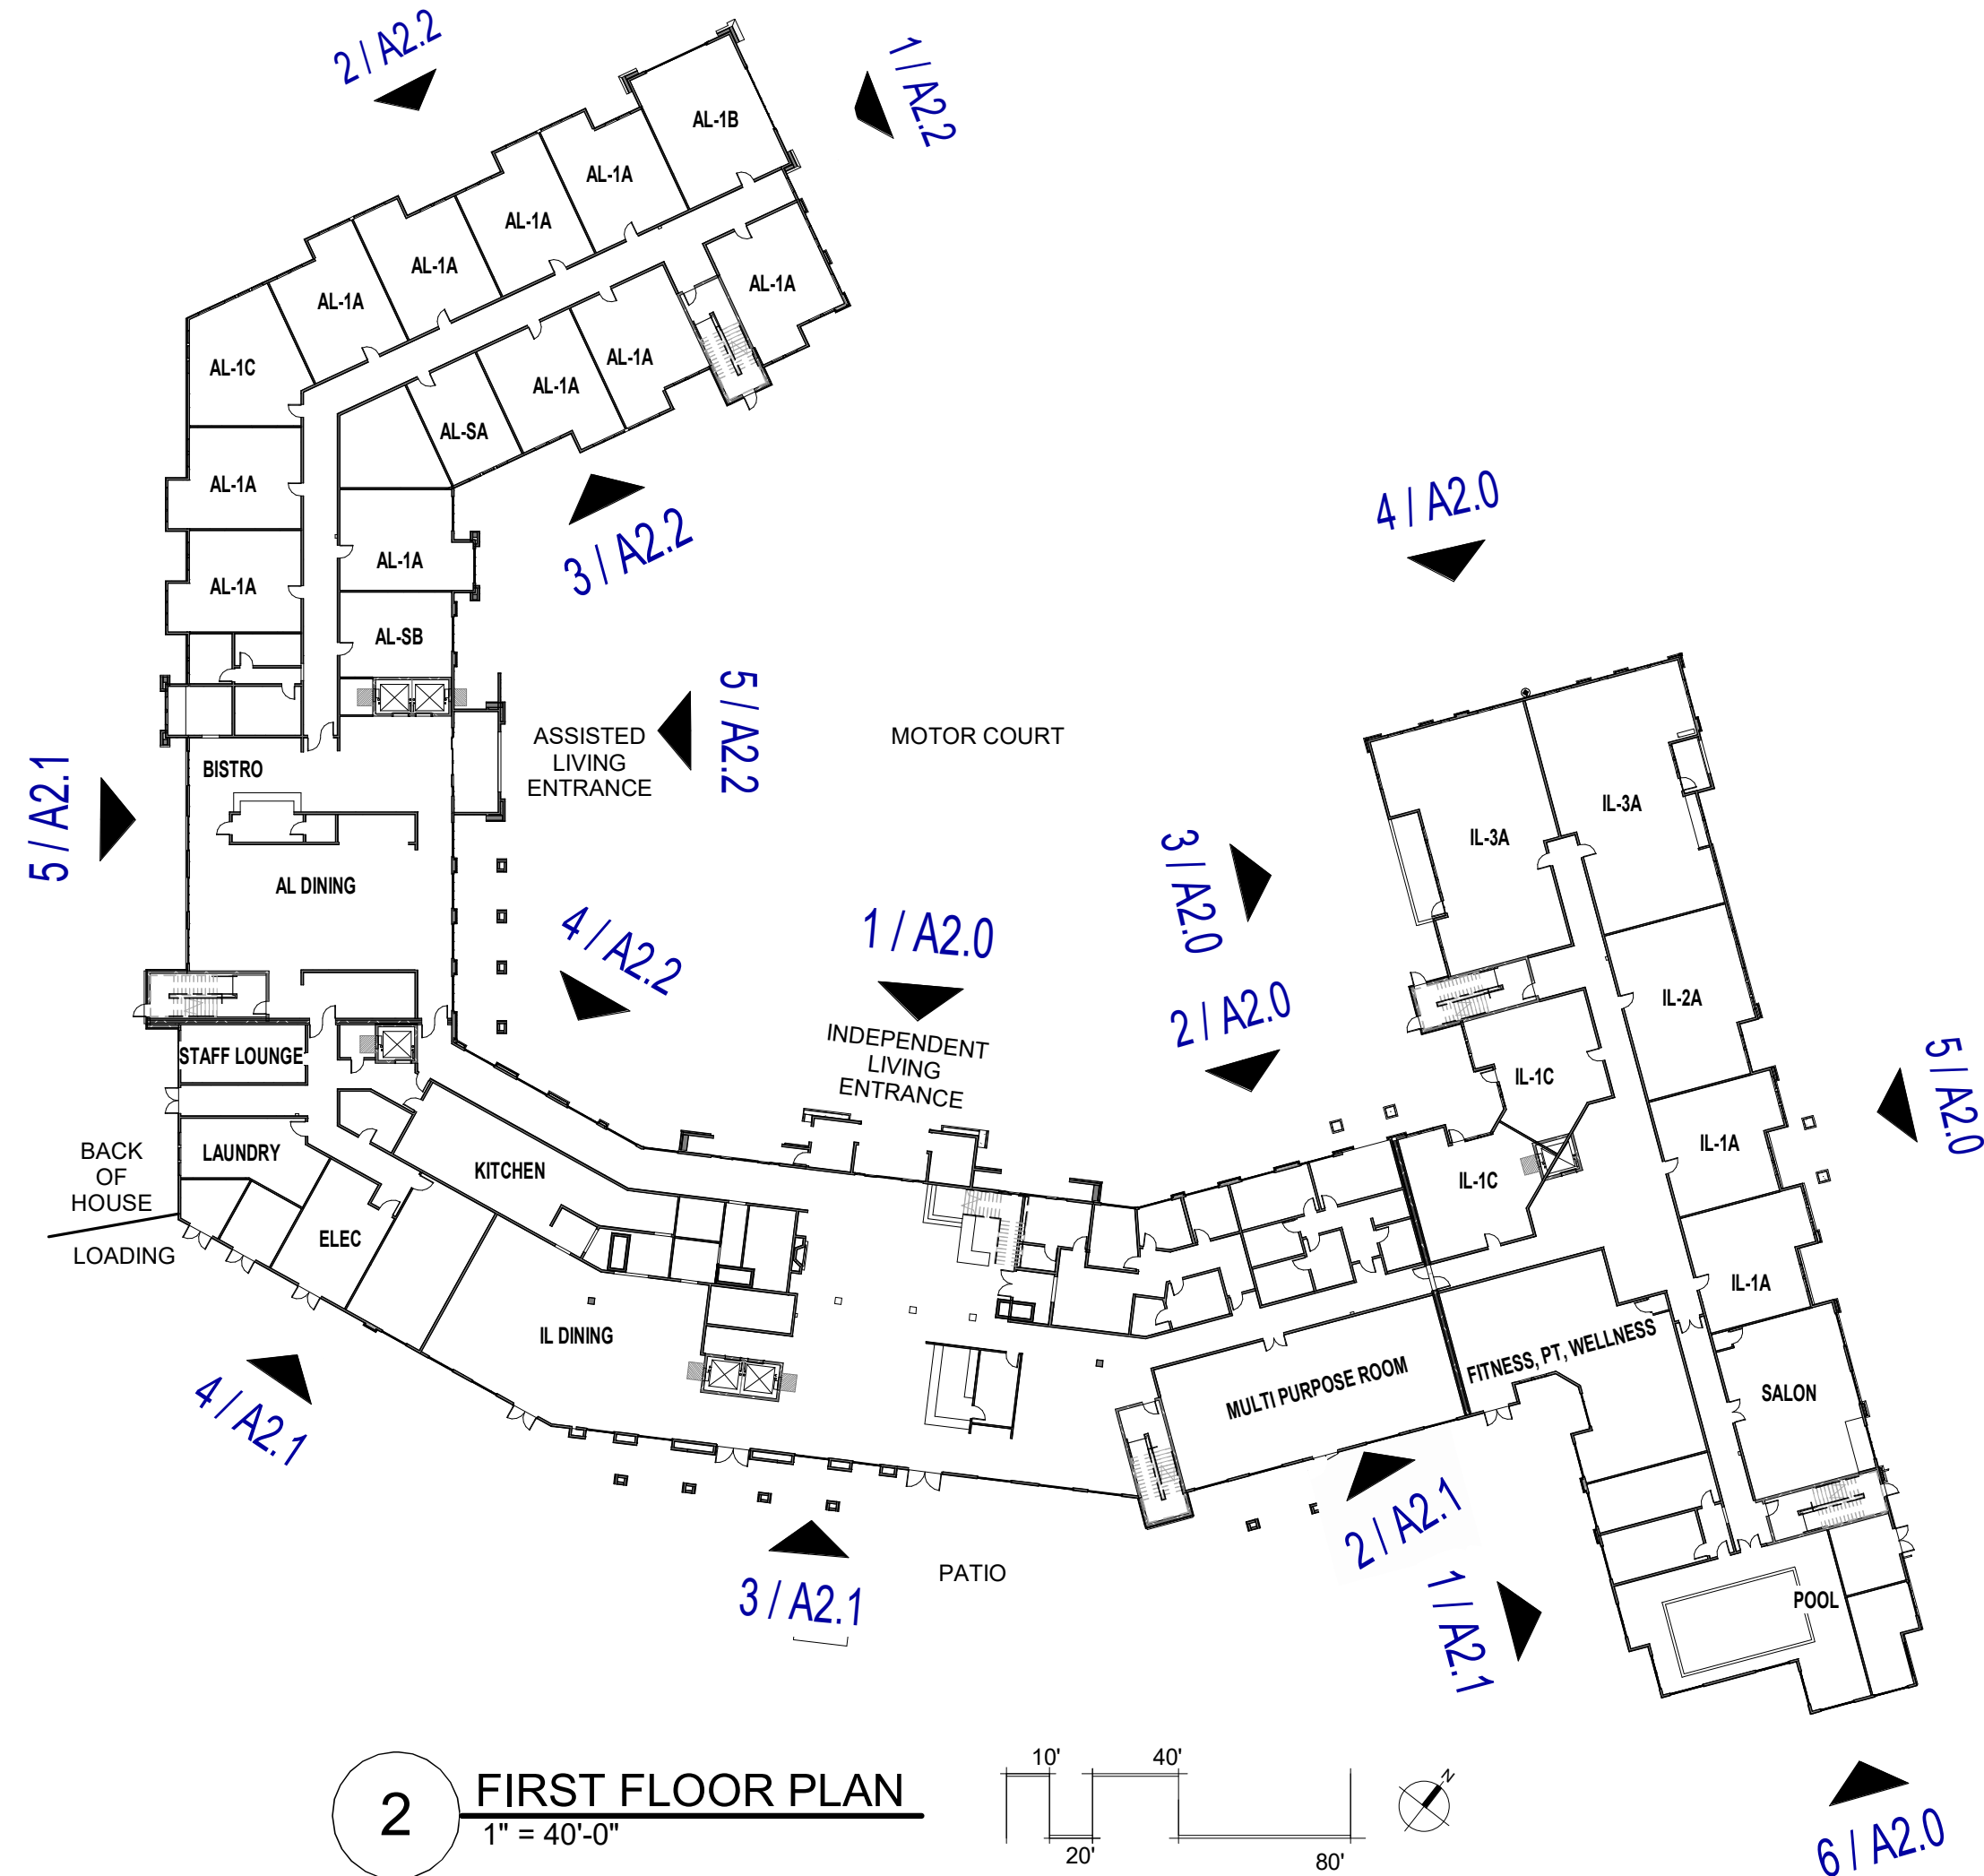 2 / A2.2
1 / A2.2
AL-1B
AL-1A
AL-1A
AL-1A
AL-1A
AL-1A
AL-1C
AL-1A
AL-1A
AL-SA
AL-1A
AL-1A
AL-1A
AL-1A
AL-SB
3 / A2.2
4 / A2.0
5 / A2.2
ASSISTED
LIVING
ENTRANCE
MOTOR COURT
BISTRO
5 / A2.1
AL DINING
IL-3A
IL-3A
3 / A2.0
4 / A2.2
1 / A2.0
2 / A2.0
IL-2A
INDEPENDENT
LIVING
ENTRANCE
STAFF LOUNGE
IL-1C
5 / A2.0
BACK
OF
HOUSE
LAUNDRY
KITCHEN
IL-1C
IL-1A
LOADING
ELEC
IL-1A
IL DINING
MULTI PURPOSE ROOM
FITNESS, PT, WELLNESS
SALON
4 / A2.1
2 / A2.1
3 / A2.1
PATIO
1 / A2.1
POOL
2
FIRST FLOOR PLAN
1" = 40'-0"
10'
40'
20'
80'
N
6 / A2.0